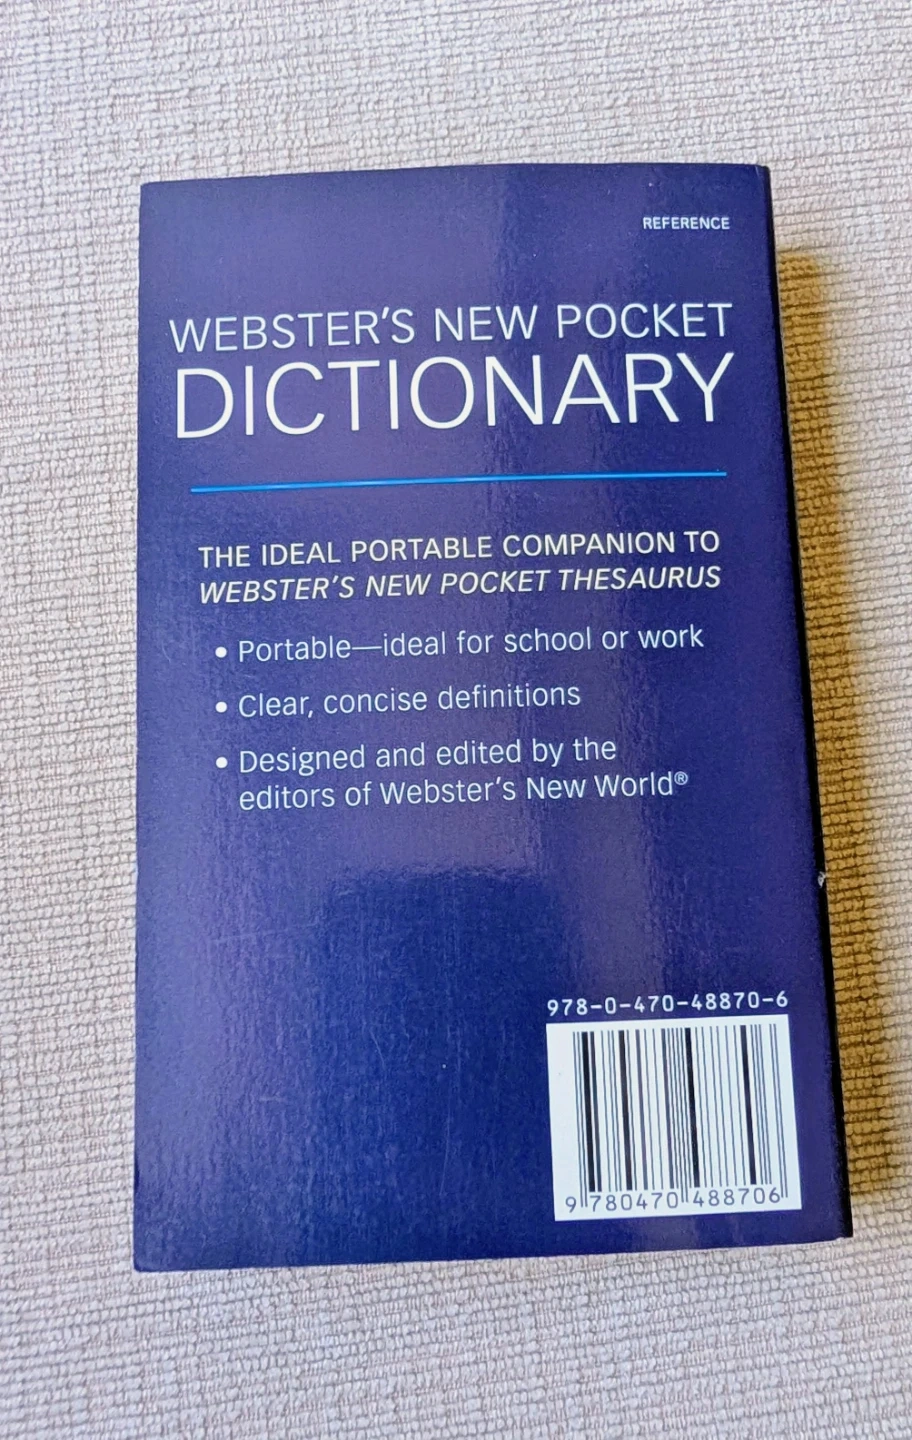 REFERENCE
WEBSTER'S NEW POCKET
DICTIONARY
THE IDEAL PORTABLE COMPANION TO
WEBSTER'S NEW POCKET THESAURUS
• Portable—ideal for school or work
• Clear, concise definitions
• Designed and edited by the
editors of Webster's New World®
978-0-470-48870-6
9 780470 488706